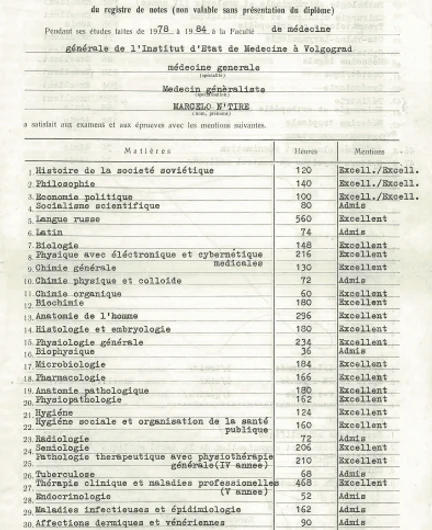 du registre de notes (non valable sans présentation du diplôme)
Pendant ses études faites de 1978 à 1984 à la Faculté de médecine
générale de l'Institut d'Etat de Medecine à Volgograd
médecine generale
(spécialité)
Medecin généraliste
(spécialisation)
MARCELO N'TIRE
(nom, prénoms)
a satisfait aux examens et aux épreuves avec les mentions suivantes.
Matières Heures Mentions
1. Histoire de la societé soviétique 120 Excell./Excell.
2. Philosophie 140 Excell./Excell.
3. Economie politique 100 Excell./Excell.
4. Socialisme scientifique 80 Admis
5. Langue russe 560 Excellent
6. Latin 74 Admis
7. Biologie 148 Excellent
8. Physique avec éléctronique et cybernétique 216 Excellent
medicales
9. Chimie générale 130 Excellent
10. Chimie physique et colloide 72 Admis
11. Chimie organique 60 Excellent
12. Biochimie 180 Excellent
13. Anatomie de l'homme 296 Excellent
14. Histologie et embryologie 180 Excellent
15. Physiologie générale 234 Excellent
16. Biophysique 36 Admis
17. Microbiologie 184 Excellent
18. Pharmacologie 166 Excellent
19. Anatomie pathologique 180 Excellent
20. Physiopathologie 162 Excellent
21. Hygiéne 124 Excellent
22. Hygiéne sociale et organisation de la santé 160 Excellent
publique
23. Radiologie 72 Admis
24. Semiologie 206 Excellent
25. Pathologie therapeutique avec physiothérapie 210 Excellent
générale(IV annee)
26. Tuberculose 68 Admis
27. Thérapie clinique et maladies professionelles 468 Excellent
(V annee)
28. Endocrinologie 52 Admis
29. Maladies infectieuses et épidimiologie 162 Admis
30. Affections dermiques et vénériennes 90 Admis